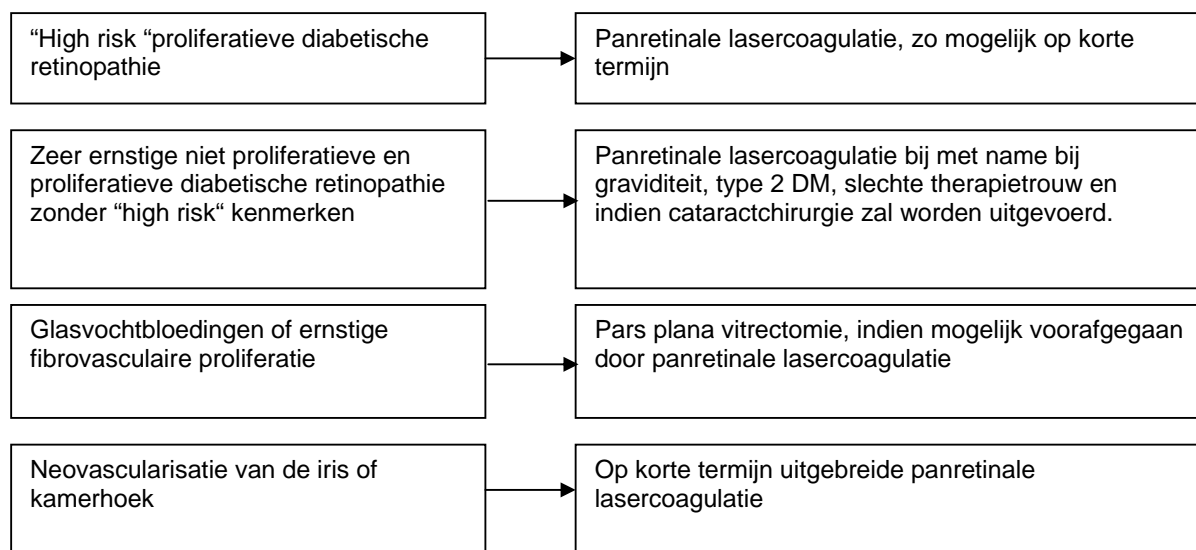 “High risk “proliferatieve diabetische
retinopathie
Panretinale lasercoagulatie, zo mogelijk op korte
termijn
Zeer ernstige niet proliferatieve en
proliferatieve diabetische retinopathie
zonder “high risk“ kenmerken
Panretinale lasercoagulatie bij met name bij
graviditeit, type 2 DM, slechte therapietrouw en
indien cataractchirurgie zal worden uitgevoerd.
Glasvochtbloedingen of ernstige
fibrovasculaire proliferatie
Pars plana vitrectomie, indien mogelijk voorafgegaan
door panretinale lasercoagulatie
Neovascularisatie van de iris of
kamerhoek
Op korte termijn uitgebreide panretinale
lasercoagulatie